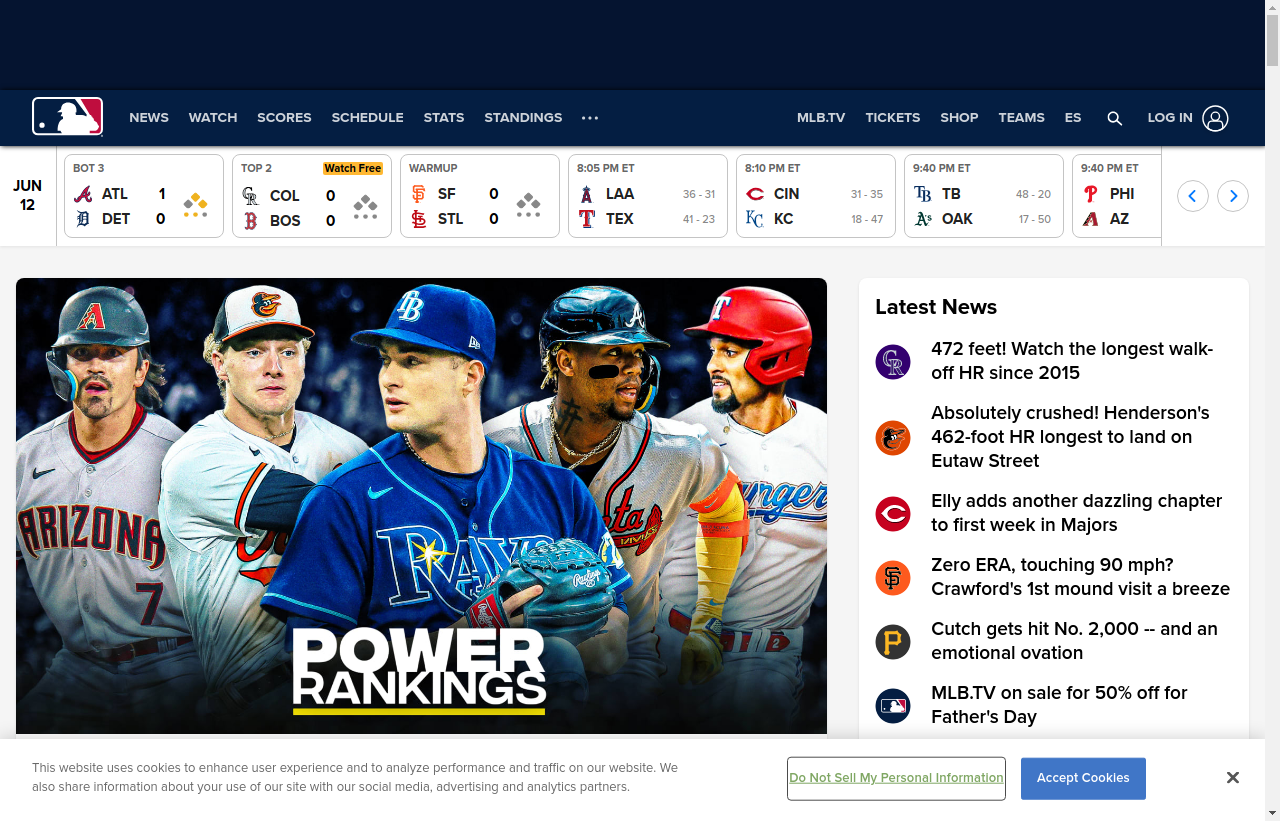 NEWS WATCH SCORES SCHEDULE STATS STANDINGS ... MLB.TV TICKETS SHOP TEAMS ES LOG IN
JUN
12
BOT 3
ATL 1
DET 0
TOP 2 Watch Free
COL 0
BOS 0
WARMUP
SF 0
STL 0
8:05 PM ET
LAA 36 - 31
TEX 41 - 23
8:10 PM ET
CIN 31 - 35
KC 18 - 47
9:40 PM ET
TB 48 - 20
OAK 17 - 50
9:40 PM ET
PHI
AZ
ARIZONA
7
RAYS
POWER
RANKINGS
Latest News
472 feet! Watch the longest walk-
off HR since 2015
Absolutely crushed! Henderson's
462-foot HR longest to land on
Eutaw Street
Elly adds another dazzling chapter
to first week in Majors
Zero ERA, touching 90 mph?
Crawford's 1st mound visit a breeze
Cutch gets hit No. 2,000 -- and an
emotional ovation
MLB.TV on sale for 50% off for
Father's Day
This website uses cookies to enhance user experience and to analyze performance and traffic on our website. We
also share information about your use of our site with our social media, advertising and analytics partners.
Do Not Sell My Personal Information
Accept Cookies